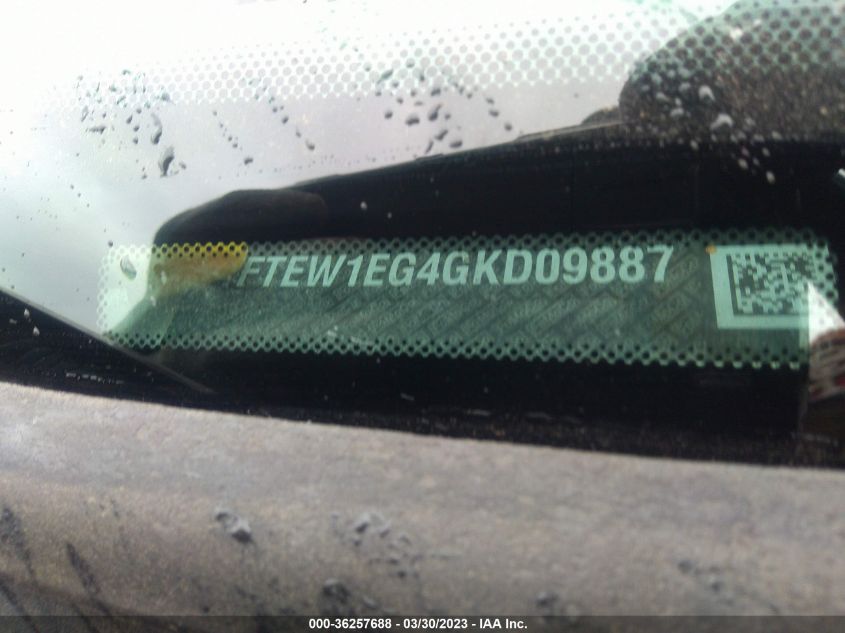 FTEW1EG4GKD09887
000-36257688 - 03/30/2023 - IAA Inc.